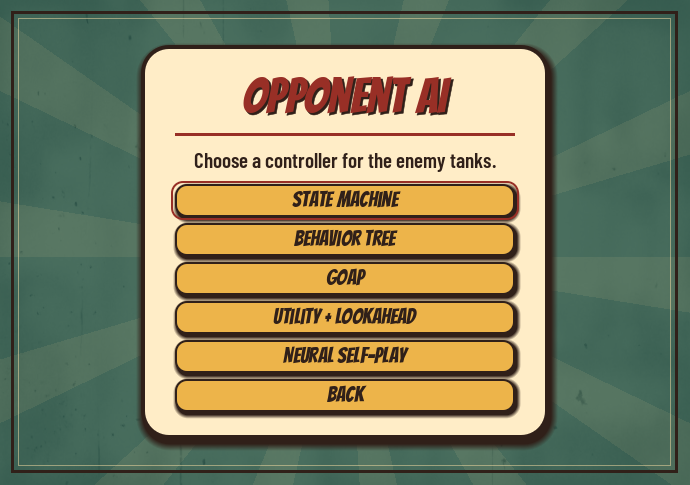 OPPONENT AI
Choose a controller for the enemy tanks.
STATE MACHINE
BEHAVIOR TREE
GOAP
UTILITY + LOOKAHEAD
NEURAL SELF-PLAY
BACK